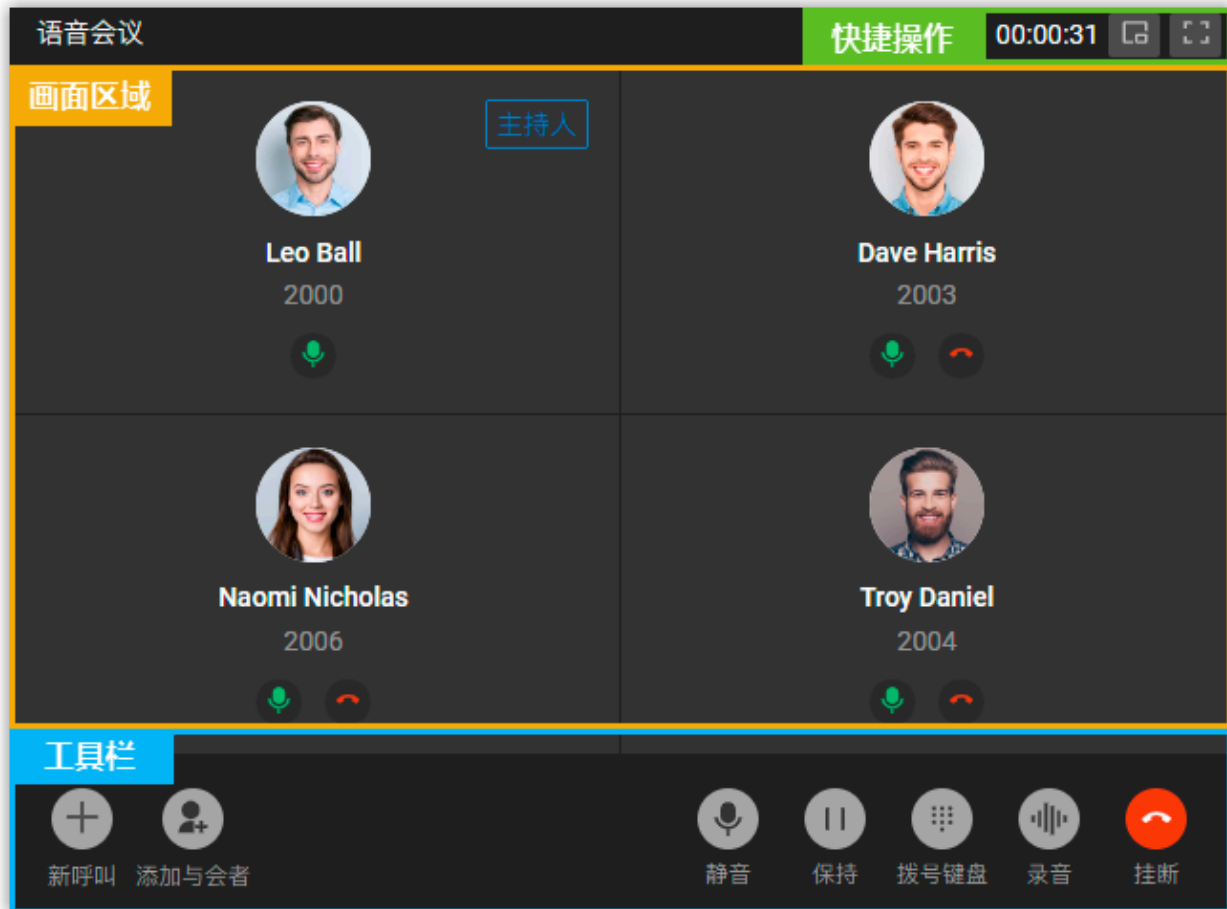 语音会议
快捷操作 00:00:31
画面区域
主持人
Leo Ball
2000
Dave Harris
2003
Naomi Nicholas
2006
Troy Daniel
2004
工具栏
新呼叫 添加与会者 静音 保持 拨号键盘 录音 挂断